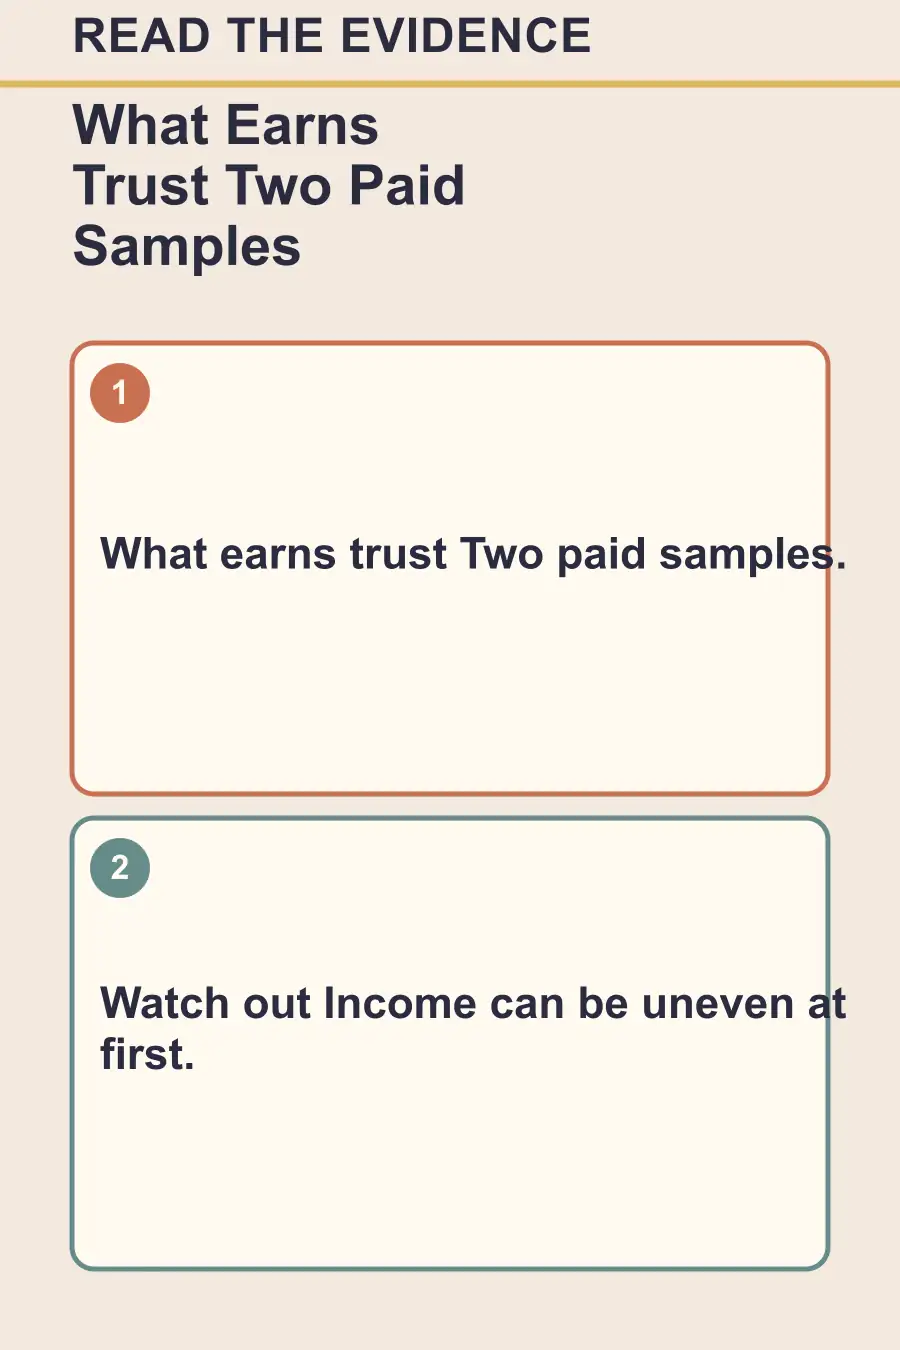 READ THE EVIDENCE
What Earns
Trust Two Paid
Samples
1
What earns trust Two paid samples.
2
Watch out Income can be uneven at
first.